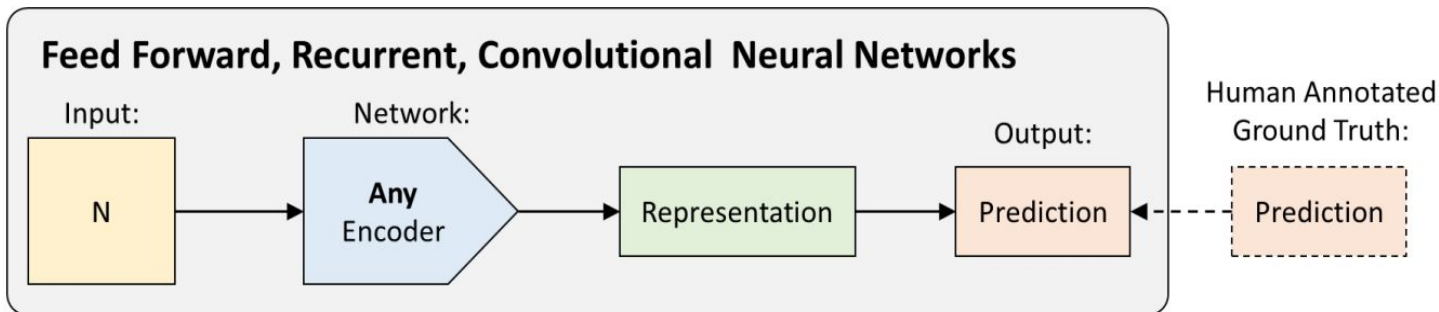 Feed Forward, Recurrent, Convolutional Neural Networks
Input:
Network:
Human Annotated
Ground Truth:
Output:
N
Any
Encoder
Representation
Prediction
Prediction